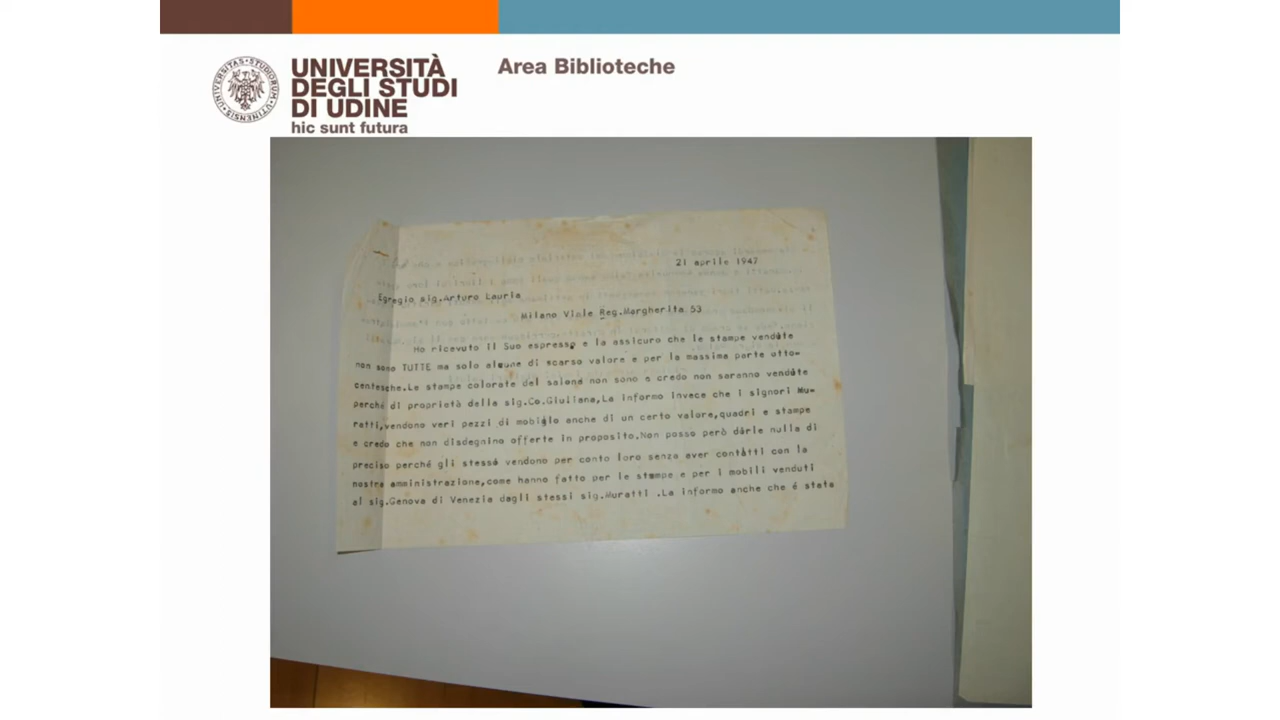 UNIVERSITÀ
DEGLI STUDI
DI UDINE
hic sunt futura
Area Biblioteche
21 aprile 1947
Egregio sig.Arturo Lauria
Milano Viale Reg.Margherita 53
Ho ricevuto il Suo espresso e la assicuro che le stampe vendute
non sono TUTTE ma solo alcune di scarso valore e per la massima parte otto-
centesche.Le stampe colorate del salone non sono e credo non saranno vendute
perché di proprietà della sig.Co.Giuliana,La informo invece che i signori Mu-
ratti,vendono veri pezzi di mobiglo anche di un certo valore,quadri e stampe
e credo che non disdegnino offerte in proposito.Non posso però darle nulla di
preciso perché gli stessi vendono per conto loro senza aver contatti con la
nostra amministrazione,come hanno fatto per le stampe e per i mobili venduti
al sig.Genova di Venezia dagli stessi sig.Muratti .La informo anche che é stata